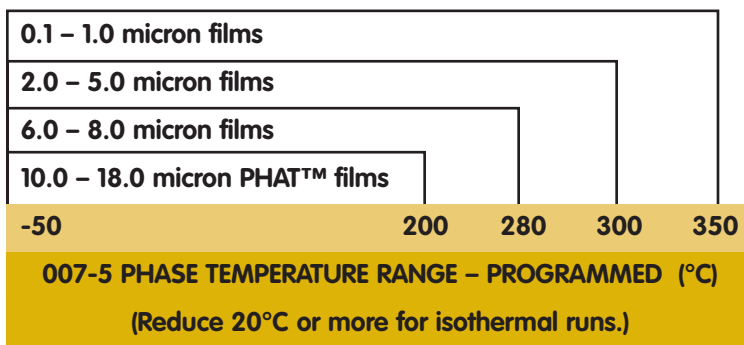 0.1 – 1.0 micron films
2.0 – 5.0 micron films
6.0 – 8.0 micron films
10.0 – 18.0 micron PHAT™ films
-50 200 280 300 350
007-5 PHASE TEMPERATURE RANGE – PROGRAMMED (°C)
(Reduce 20°C or more for isothermal runs.)